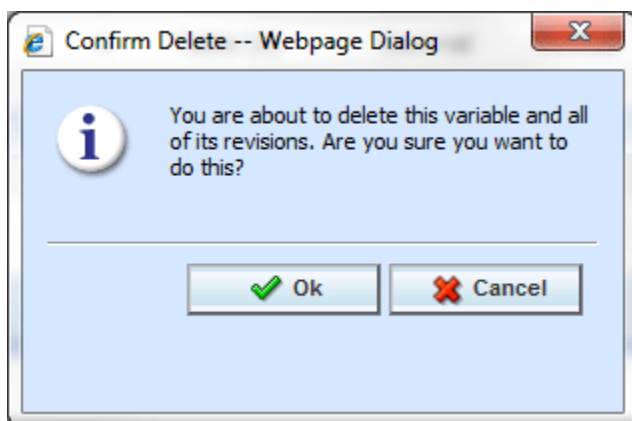 Confirm Delete -- Webpage Dialog
You are about to delete this variable and all
of its revisions. Are you sure you want to
do this?
Ok
Cancel